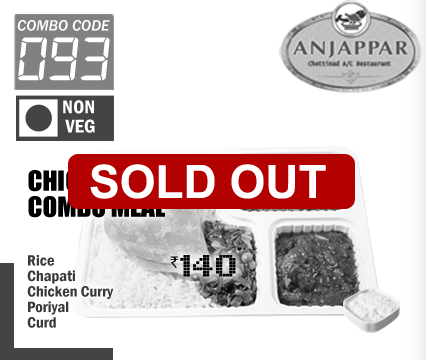 COMBO CODE
093
NON
VEG
ANJAPPAR
Chettinad A/C Restaurant
SOLD OUT
COMBO MEAL
₹140
Rice
Chapati
Chicken Curry
Poriyal
Curd